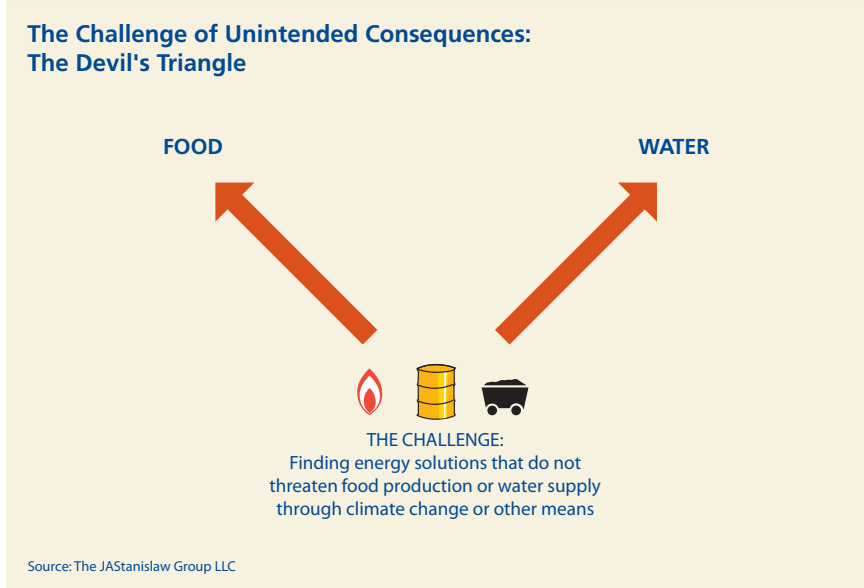 The Challenge of Unintended Consequences:
The Devil's Triangle
FOOD
WATER
THE CHALLENGE:
Finding energy solutions that do not
threaten food production or water supply
through climate change or other means
Source: The JAStanislaw Group LLC